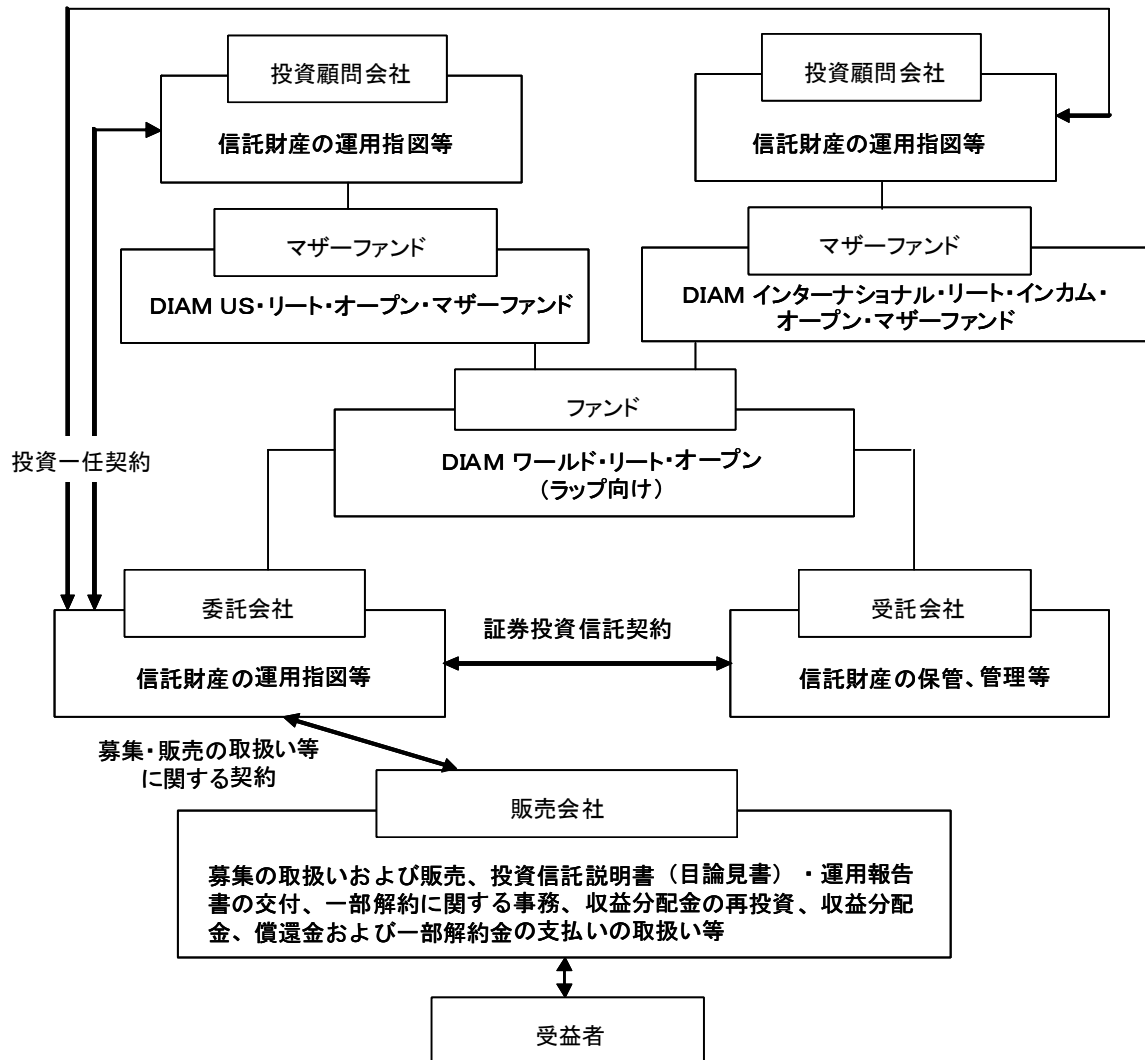 投資顧問会社
信託財産の運用指図等
投資顧問会社
信託財産の運用指図等
マザーファンド
DIAM US・リート・オープン・マザーファンド
マザーファンド
DIAM インターナショナル・リート・インカム・
オープン・マザーファンド
ファンド
DIAM ワールド・リート・オープン
(ラップ向け)
投資一任契約
委託会社
信託財産の運用指図等
証券投資信託契約
受託会社
信託財産の保管、管理等
募集・販売の取扱い等
に関する契約
販売会社
募集の取扱いおよび販売、投資信託説明書(目論見書)・運用報告
書の交付、一部解約に関する事務、収益分配金の再投資、収益分配
金、償還金および一部解約金の支払いの取扱い等
受益者